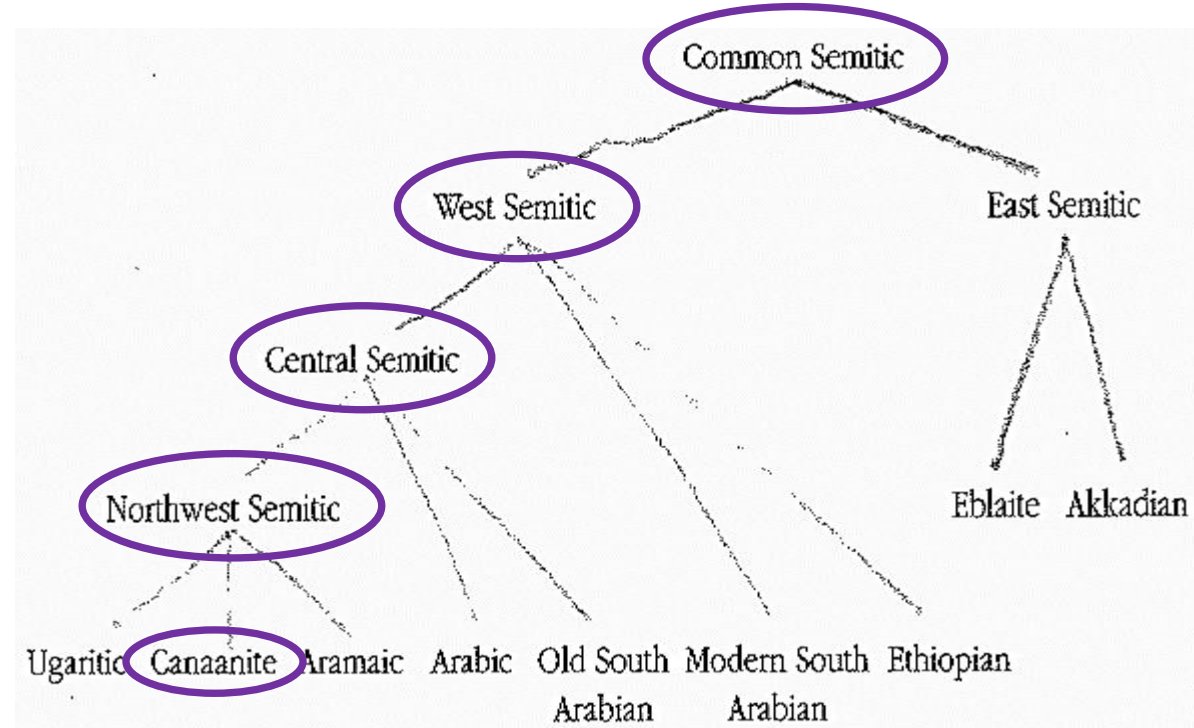 Common Semitic
West Semitic
East Semitic
Central Semitic
Northwest Semitic
Eblaite
Akkadian
Ugaritic
Canaanite
Aramaic
Arabic
Old South
Arabian
Modern South
Arabian
Ethiopian